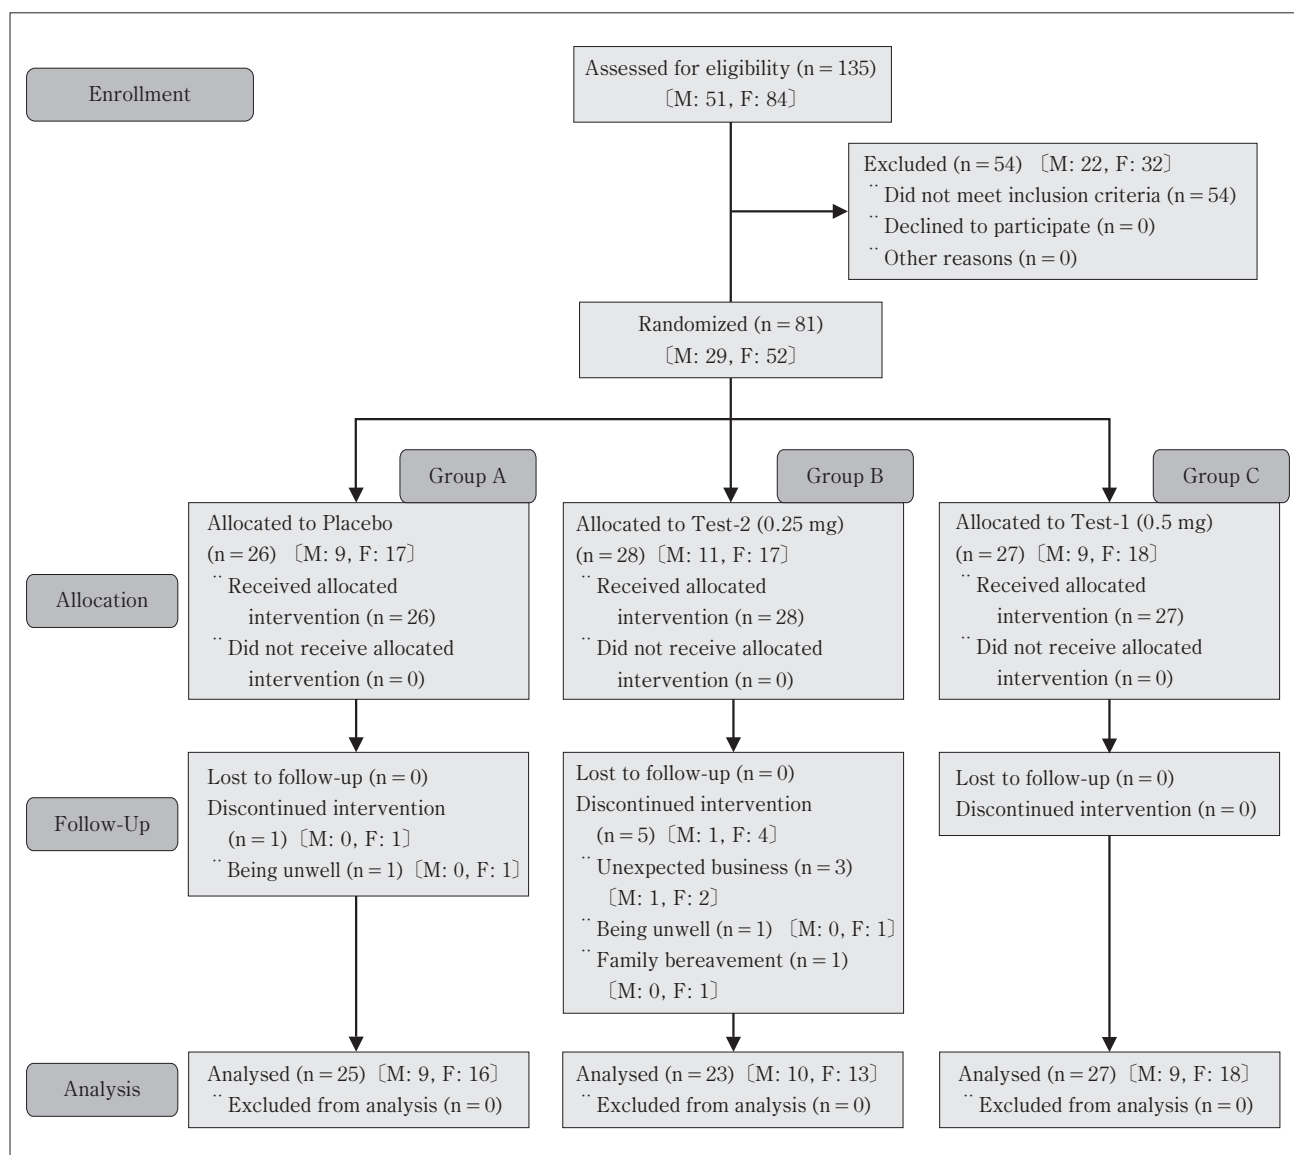 Enrollment
Assessed for eligibility (n = 135)
〔M: 51, F: 84〕
Excluded (n = 54) 〔M: 22, F: 32〕
¨ Did not meet inclusion criteria (n = 54)
¨ Declined to participate (n = 0)
¨ Other reasons (n = 0)
Randomized (n = 81)
〔M: 29, F: 52〕
Allocation
Group A
Allocated to Placebo
(n = 26) 〔M: 9, F: 17〕
¨ Received allocated
intervention (n = 26)
¨ Did not receive allocated
intervention (n = 0)
Group B
Allocated to Test-2 (0.25 mg)
(n = 28) 〔M: 11, F: 17〕
¨ Received allocated
intervention (n = 28)
¨ Did not receive allocated
intervention (n = 0)
Group C
Allocated to Test-1 (0.5 mg)
(n = 27) 〔M: 9, F: 18〕
¨ Received allocated
intervention (n = 27)
¨ Did not receive allocated
intervention (n = 0)
Follow-Up
Lost to follow-up (n = 0)
Discontinued intervention
(n = 1) 〔M: 0, F: 1〕
¨ Being unwell (n = 1) 〔M: 0, F: 1〕
Lost to follow-up (n = 0)
Discontinued intervention
(n = 5) 〔M: 1, F: 4〕
¨ Unexpected business (n = 3)
〔M: 1, F: 2〕
¨ Being unwell (n = 1) 〔M: 0, F: 1〕
¨ Family bereavement (n = 1)
〔M: 0, F: 1〕
Lost to follow-up (n = 0)
Discontinued intervention (n = 0)
Analysis
Analysed (n = 25) 〔M: 9, F: 16〕
¨ Excluded from analysis (n = 0)
Analysed (n = 23) 〔M: 10, F: 13〕
¨ Excluded from analysis (n = 0)
Analysed (n = 27) 〔M: 9, F: 18〕
¨ Excluded from analysis (n = 0)